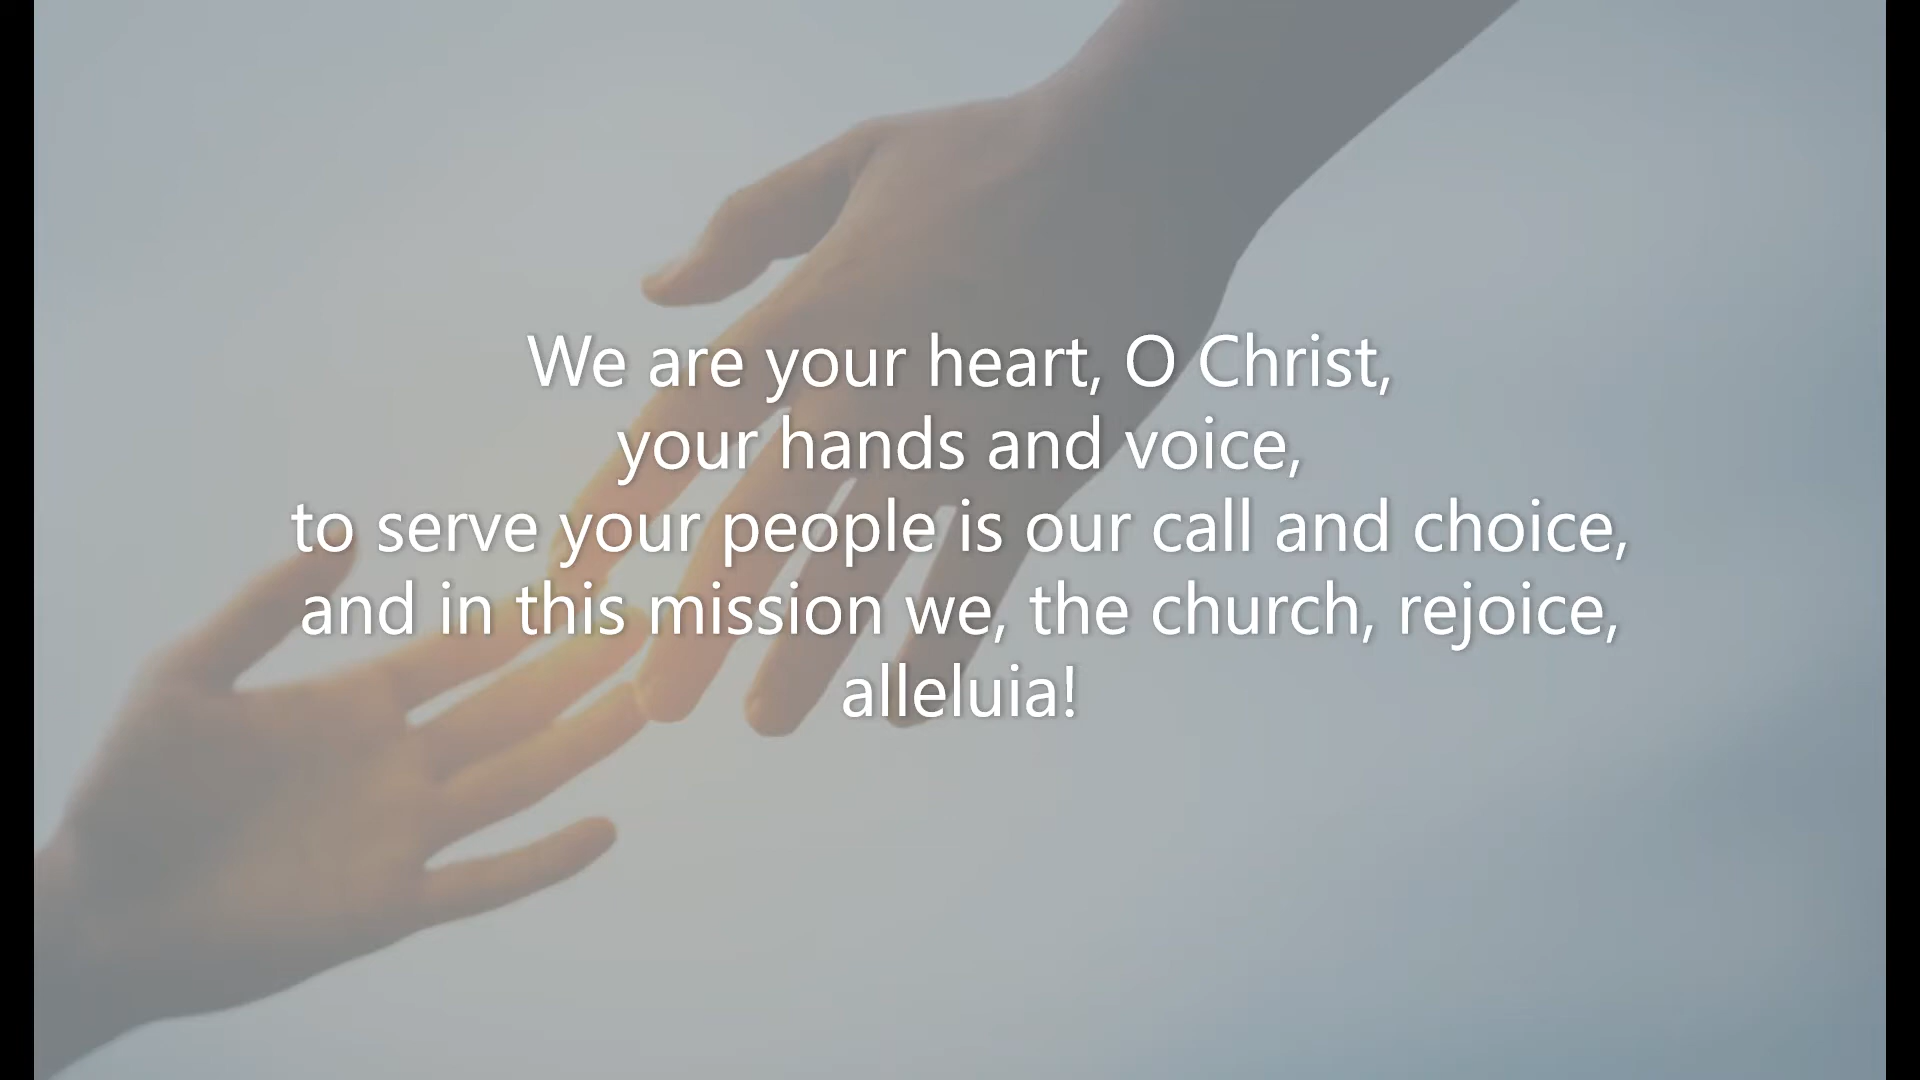 We are your heart, O Christ,
your hands and voice,
to serve your people is our call and choice,
and in this mission we, the church, rejoice,
alleluia!